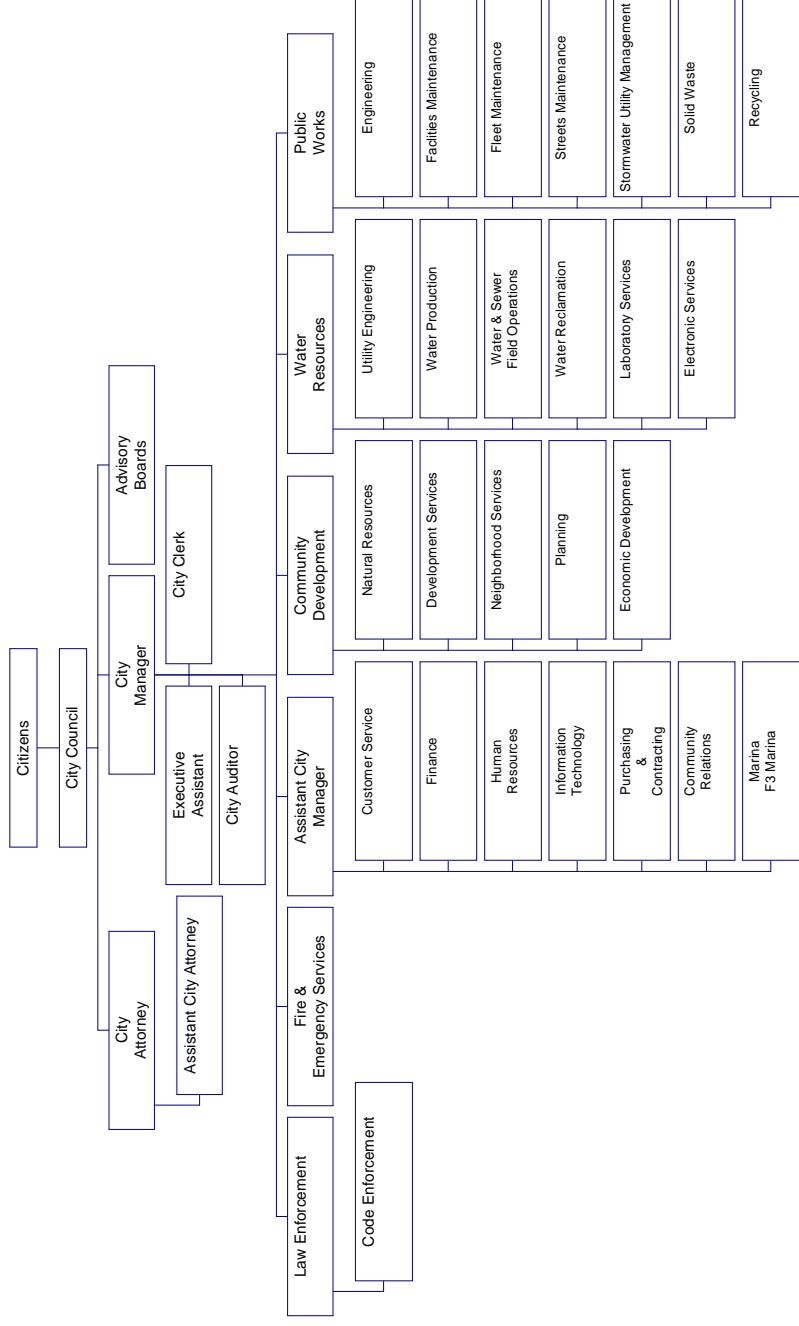 Citizens
City Council
City
Attorney
City
Manager
Advisory
Boards
Assistant City Attorney
Executive
Assistant
City Clerk
City Auditor
Law Enforcement
Fire &
Emergency Services
Assistant City
Manager
Community
Development
Water
Resources
Public
Works
Code Enforcement
Customer Service
Finance
Human
Resources
Information
Technology
Purchasing
&
Contracting
Community
Relations
Marina
F3 Marina
Natural Resources
Development Services
Neighborhood Services
Planning
Economic Development
Utility Engineering
Water Production
Water & Sewer
Field Operations
Water Reclamation
Laboratory Services
Electronic Services
Engineering
Faclities Maintenance
Fleet Maintenance
Streets Maintenance
Stormwater Utility Management
Solid Waste
Recycling